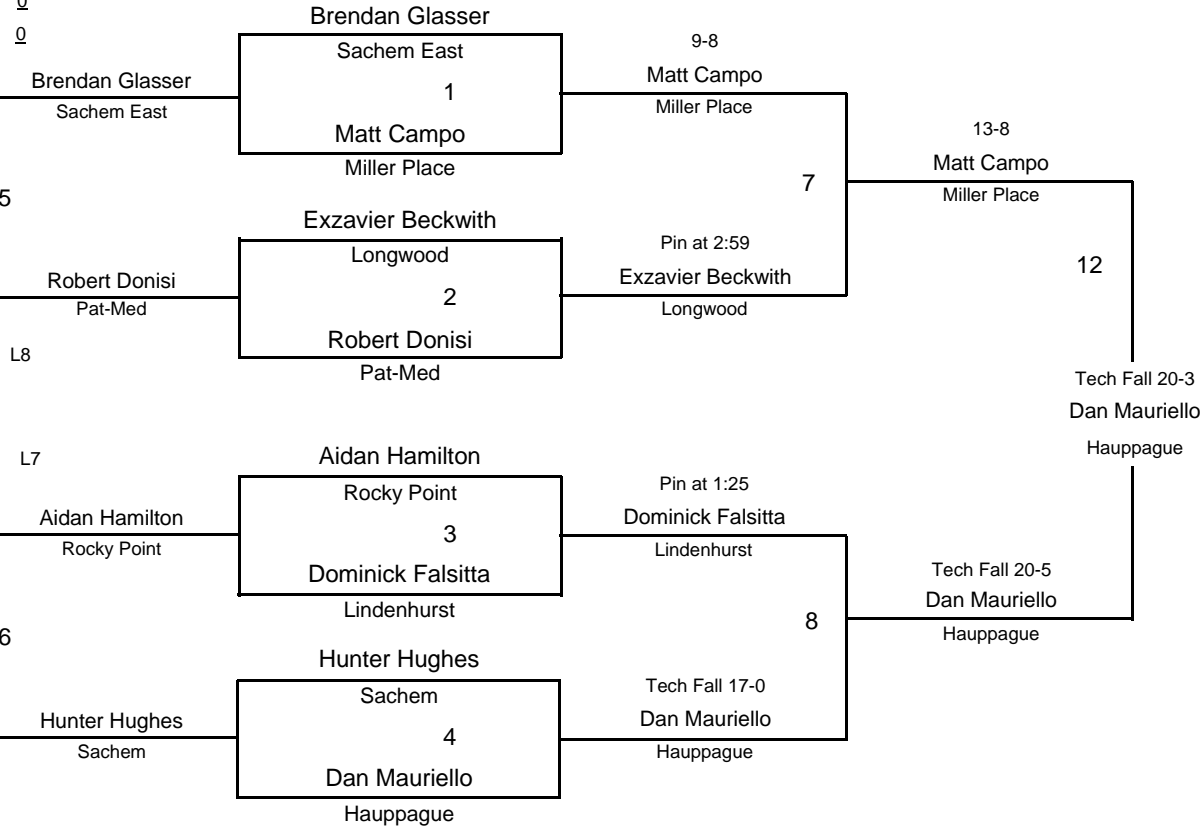 0
0
Brendan Glasser
Sachem East
Brendan Glasser
Sachem East
1
Matt Campo
Miller Place
9-8
Matt Campo
Miller Place
13-8
Matt Campo
Miller Place
7
5
Exzavier Beckwith
Longwood
Robert Donisi
Pat-Med
2
Robert Donisi
Pat-Med
Pin at 2:59
Exzavier Beckwith
Longwood
12
L8
Tech Fall 20-3
Dan Mauriello
Hauppague
L7
Aidan Hamilton
Rocky Point
Aidan Hamilton
Rocky Point
3
Dominick Falsitta
Lindenhurst
Pin at 1:25
Dominick Falsitta
Lindenhurst
Tech Fall 20-5
Dan Mauriello
Hauppague
8
6
Hunter Hughes
Sachem
Hunter Hughes
Sachem
4
Dan Mauriello
Hauppague
Tech Fall 17-0
Dan Mauriello
Hauppague